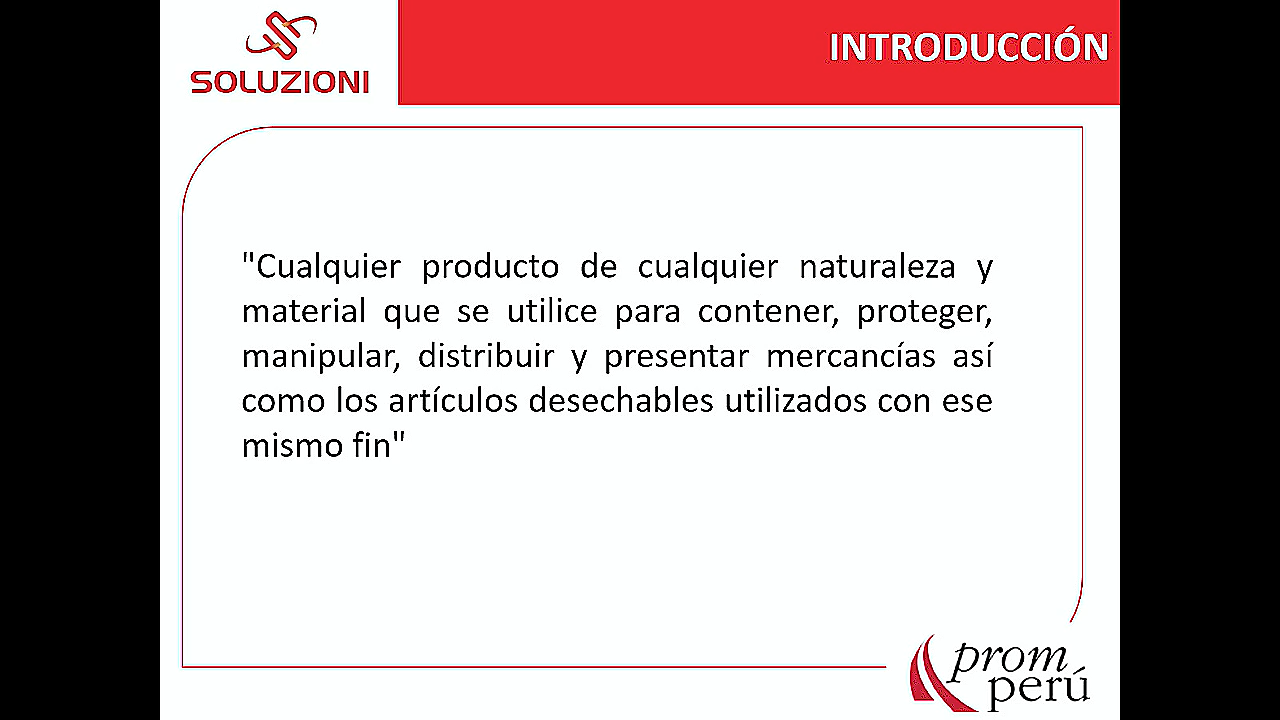 SOLUZIONI
INTRODUCCIÓN
"Cualquier producto de cualquier naturaleza y
material que se utilice para contener, proteger,
manipular, distribuir y presentar mercancías así
como los artículos desechables utilizados con ese
mismo fin"
prom
perú